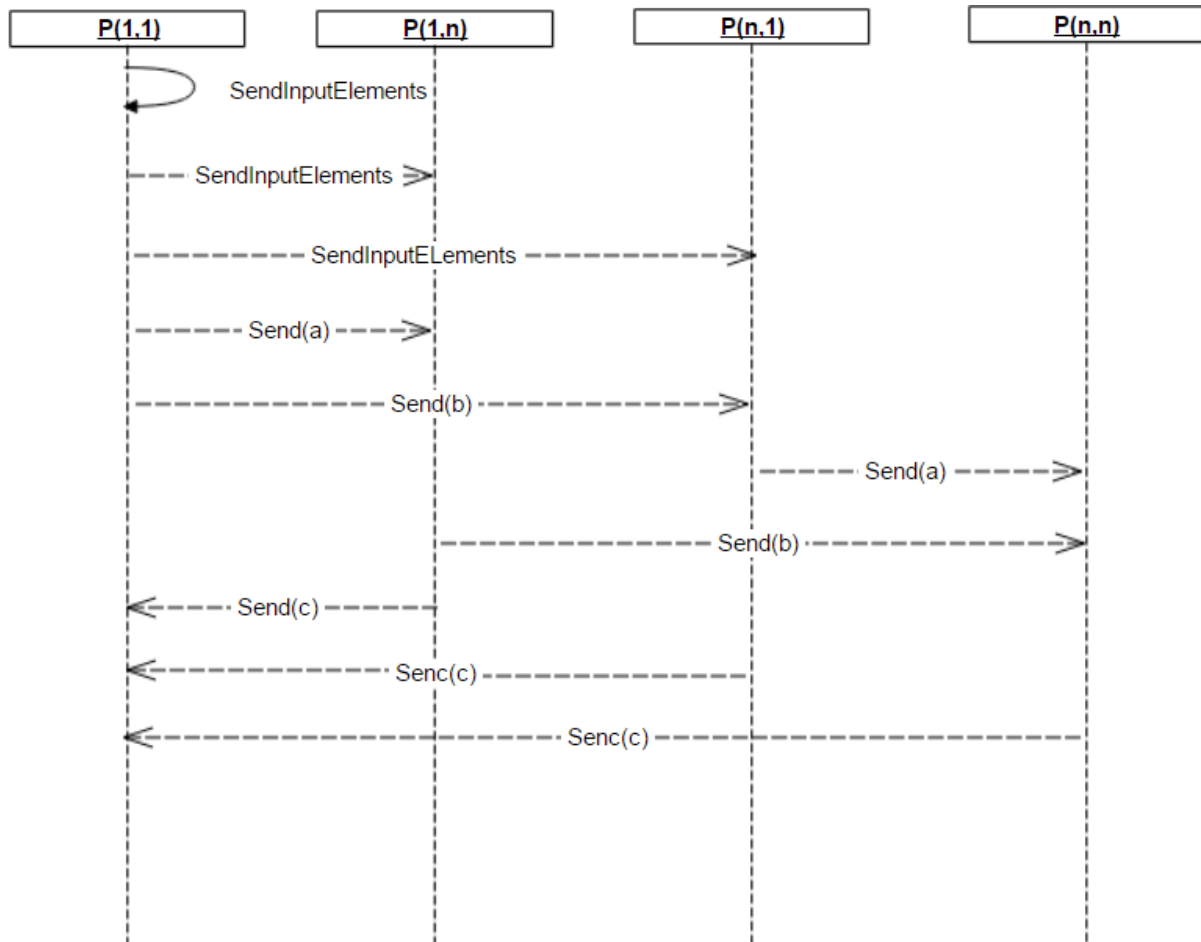 P(1,1) P(1,n) P(n,1) P(n,n)
SendInputElements
SendInputElements
SendInputELements
Send(a)
Send(b)
Send(a)
Send(b)
Send(c)
Senc(c)
Senc(c)